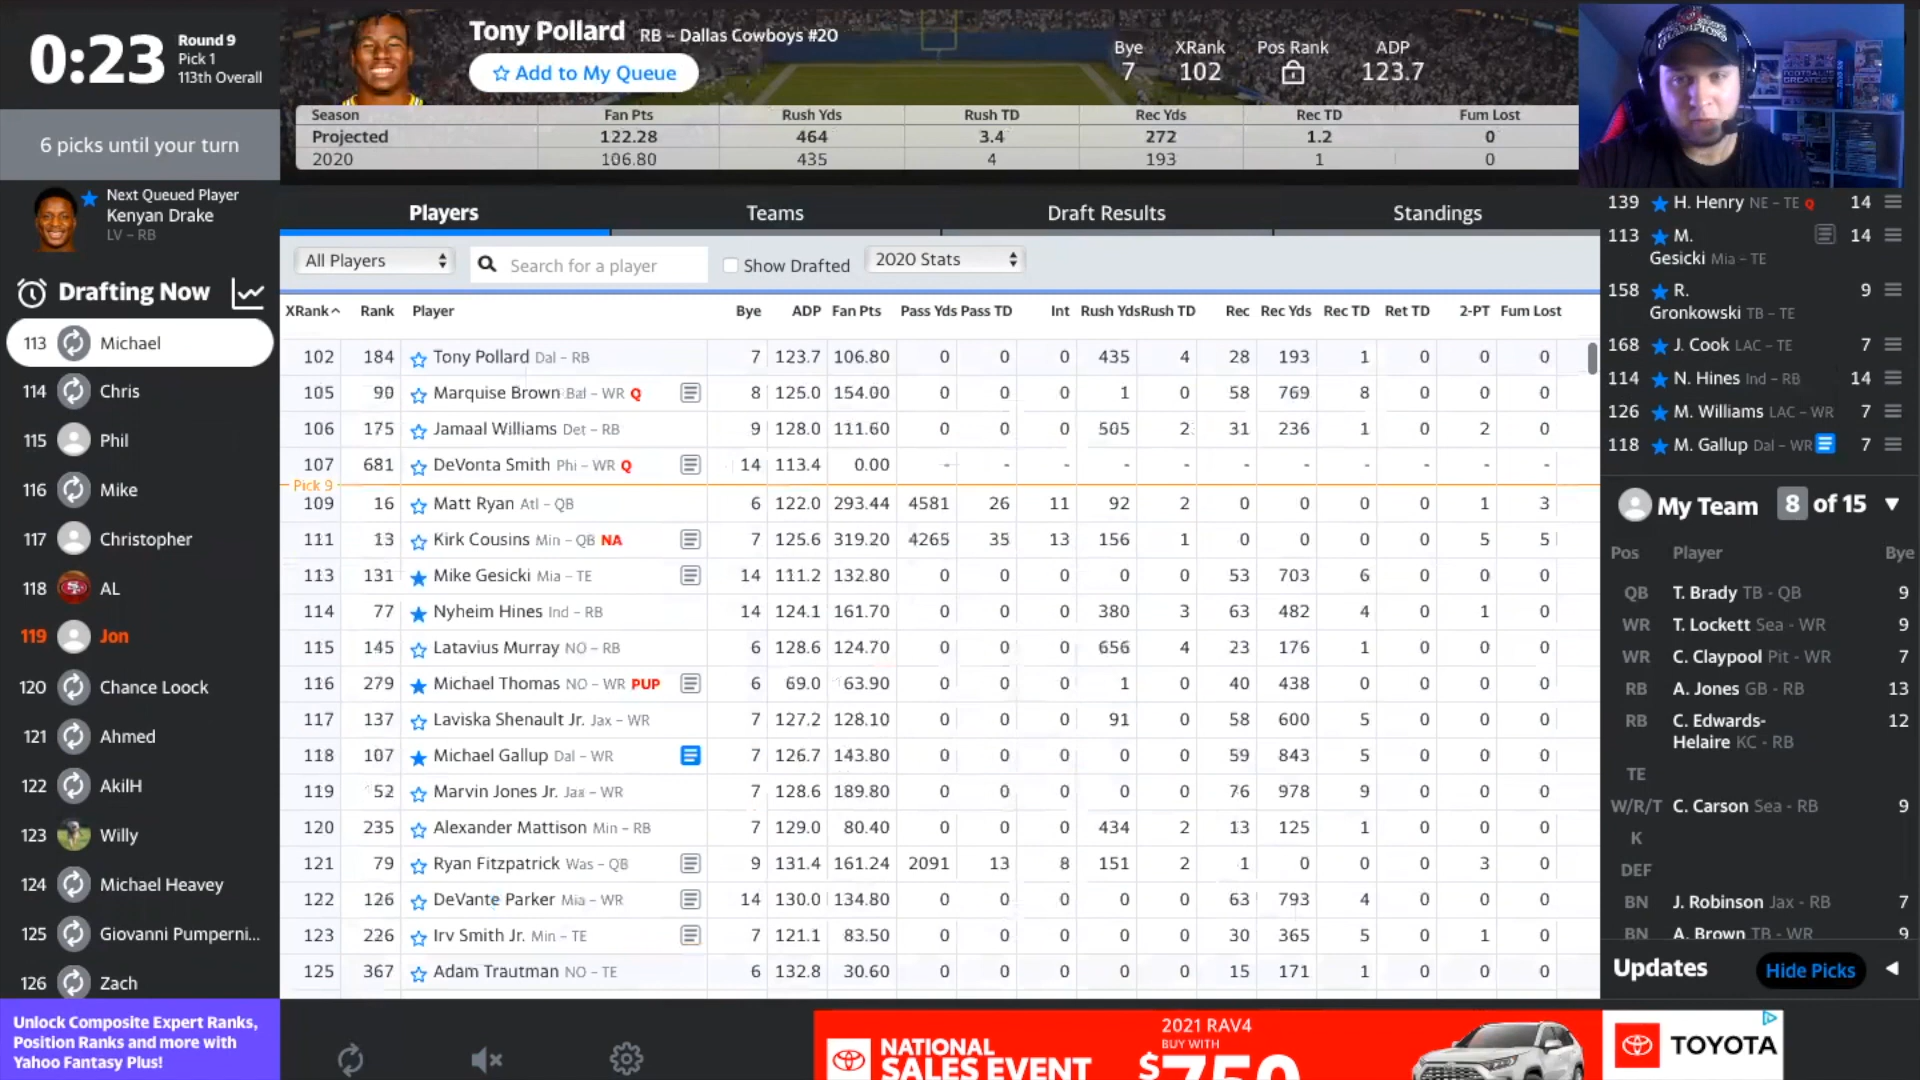 0:23
Round 9
Pick 1
113th Overall
6 picks until your turn
Next Queued Player
Kenyan Drake
LV – RB
Drafting Now
113 Michael
114 Chris
115 Phil
116 Mike
117 Christopher
118 AL
119 Jon
120 Chance Loock
121 Ahmed
122 AkilH
123 Willy
124 Michael Heavey
125 Giovanni Pumperni...
126 Zach
Unlock Composite Expert Ranks,
Position Ranks and more with
Yahoo Fantasy Plus!
Tony Pollard RB – Dallas Cowboys #20
Add to My Queue
Bye XRank Pos Rank ADP
7 102 123.7
Season Fan Pts Rush Yds Rush TD Rec Yds Rec TD Fum Lost
Projected 122.28 464 3.4 272 1.2 0
2020 106.80 435 4 193 1 0
Players Teams Draft Results Standings
All Players Search for a player Show Drafted 2020 Stats
XRank Rank Player Bye ADP Fan Pts Pass Yds Pass TD Int Rush Yds Rush TD Rec Rec Yds Rec TD Ret TD 2-PT Fum Lost
102 184 Tony Pollard Dal – RB 7 123.7 106.80 0 0 0 435 4 28 193 1 0 0 0
105 90 Marquise Brown Bal – WR Q 8 125.0 154.00 0 0 0 1 0 58 769 8 0 0 0
106 175 Jamaal Williams Det – RB 9 128.0 111.60 0 0 0 505 2 31 236 1 0 2 0
107 681 DeVonta Smith Phi – WR Q 14 113.4 0.00 - - - - - - - - - - -
Pick 9
109 16 Matt Ryan Atl – QB 6 122.0 293.44 4581 26 11 92 2 0 0 0 0 1 3
111 13 Kirk Cousins Min – QB NA 7 125.6 319.20 4265 35 13 156 1 0 0 0 0 5 5
113 131 Mike Gesicki Mia – TE 14 111.2 132.80 0 0 0 0 0 53 703 6 0 0 0
114 77 Nyheim Hines Ind – RB 14 124.1 161.70 0 0 0 380 3 63 482 4 0 1 0
115 145 Latavius Murray NO – RB 6 128.6 124.70 0 0 0 656 4 23 176 1 0 0 0
116 279 Michael Thomas NO – WR PUP 6 69.0 63.90 0 0 0 1 0 40 438 0 0 0 0
117 137 Laviska Shenault Jr. Jax – WR 7 127.2 128.10 0 0 0 91 0 58 600 5 0 0 0
118 107 Michael Gallup Dal – WR 7 126.7 143.80 0 0 0 0 0 59 843 5 0 0 0
119 52 Marvin Jones Jr. Jax – WR 7 128.6 189.80 0 0 0 0 0 76 978 9 0 0 0
120 235 Alexander Mattison Min – RB 7 129.0 80.40 0 0 0 434 2 13 125 1 0 0 0
121 79 Ryan Fitzpatrick Was – QB 9 131.4 161.24 2091 13 8 151 2 1 0 0 0 3 0
122 126 DeVante Parker Mia – WR 14 130.0 134.80 0 0 0 0 0 63 793 4 0 0 0
123 226 Irv Smith Jr. Min – TE 7 121.1 83.50 0 0 0 0 0 30 365 5 0 1 0
125 367 Adam Trautman NO – TE 6 132.8 30.60 0 0 0 0 0 15 171 1 0 0 0
139 H. Henry NE – TE Q 14
113 M.
Gesicki Mia – TE 14
158 R.
Gronkowski TB – TE 9
168 J. Cook LAC – TE 7
114 N. Hines Ind – RB 14
126 M. Williams LAC – WR 7
118 M. Gallup Dal – WR 7
My Team 8 of 15
Pos Player Bye
QB T. Brady TB - QB 9
WR T. Lockett Sea - WR 9
WR C. Claypool Pit - WR 7
RB A. Jones GB - RB 13
RB C. Edwards-
Helaire KC - RB 12
TE
W/R/T C. Carson Sea - RB 9
K
DEF
BN J. Robinson Jax - RB 7
BN A. Brown TB - WR 9
Updates Hide Picks
NATIONAL
SALES EVENT
2021 RAV4
BUY WITH
$750
TOYOTA